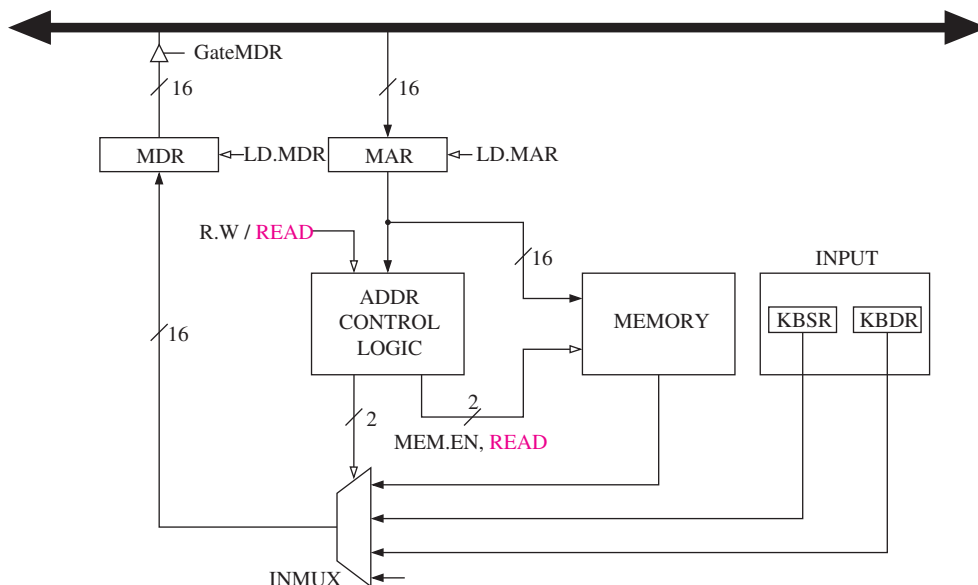 GateMDR
16
16
MDR
LD.MDR
MAR
LD.MAR
R.W / READ
16
INPUT
ADDR
CONTROL
LOGIC
MEMORY
KBSR
KBDR
16
2
2
MEM.EN, READ
INMUX